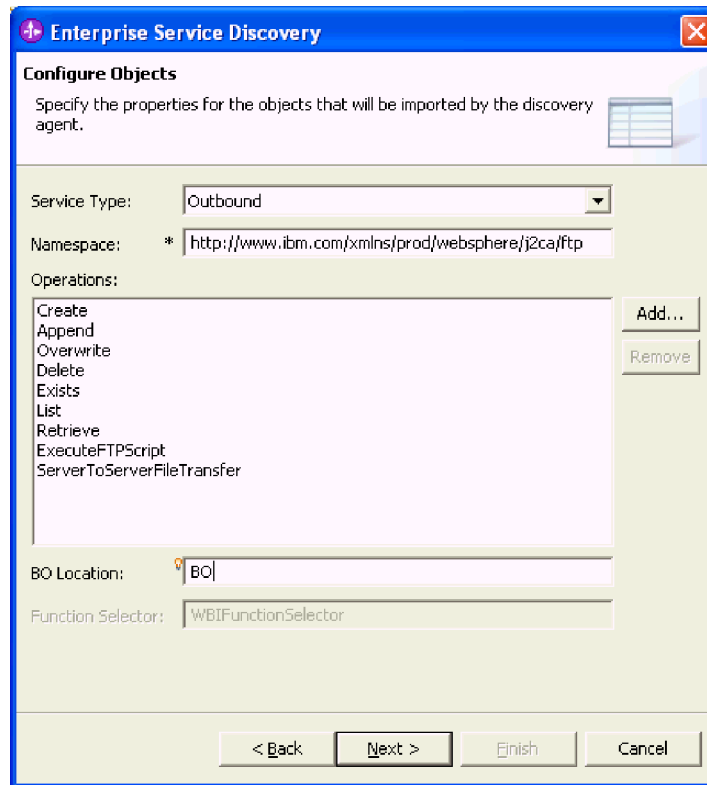 Enterprise Service Discovery
Configure Objects
Specify the properties for the objects that will be imported by the discovery
agent.
Service Type: Outbound
Namespace: * http://www.ibm.com/xmlns/prod/websphere/j2ca/ftp
Operations:
Create
Append
Overwrite
Delete
Exists
List
Retrieve
ExecuteFTPScript
ServerToServerFileTransfer
Add...
Remove
BO Location: BO
Function Selector: WBIFunctionSelector
< Back Next > Finish Cancel